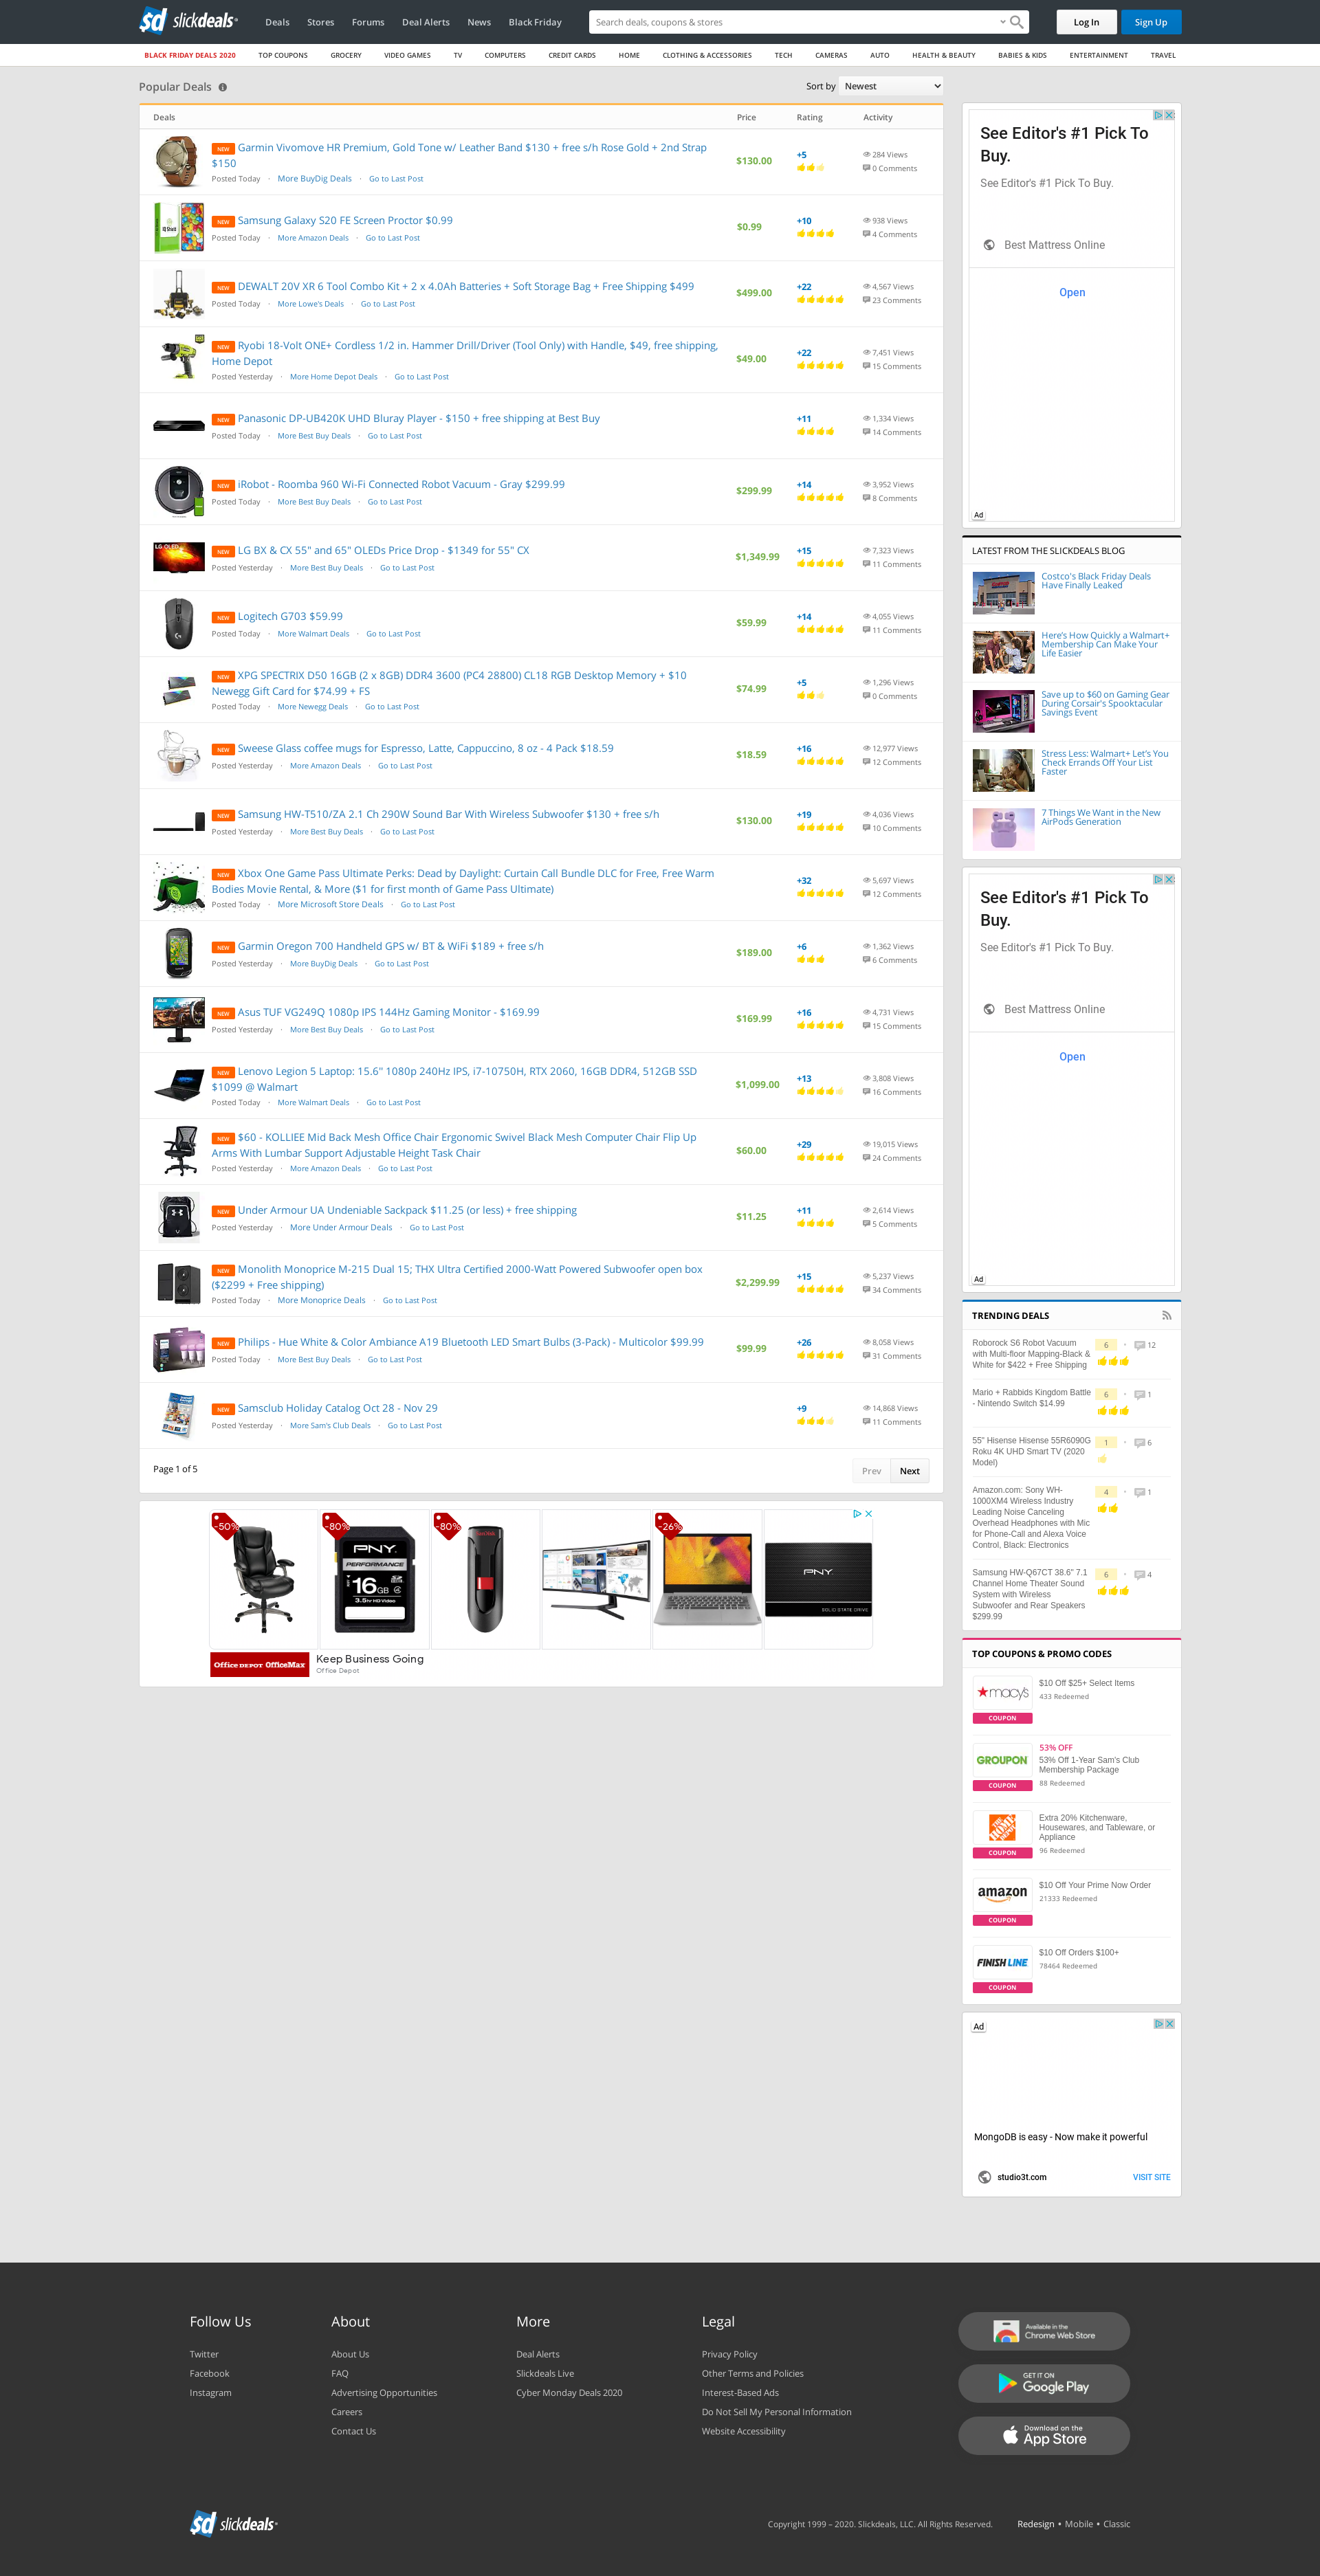 slickdeals
Deals
Stores
Forums
Deal Alerts
News
Black Friday
Search deals, coupons & stores
Log In
Sign Up
BLACK FRIDAY DEALS 2020
TOP COUPONS
GROCERY
VIDEO GAMES
TV
COMPUTERS
CREDIT CARDS
HOME
CLOTHING & ACCESSORIES
TECH
CAMERAS
AUTO
HEALTH & BEAUTY
BABIES & KIDS
ENTERTAINMENT
TRAVEL
Popular Deals
Sort by Newest
Deals Price Rating Activity
NEW Garmin Vivomove HR Premium, Gold Tone w/ Leather Band $130 + free s/h Rose Gold + 2nd Strap
$150
Posted Today · More BuyDig Deals · Go to Last Post
$130.00
+5
284 Views
0 Comments
NEW Samsung Galaxy S20 FE Screen Proctor $0.99
Posted Today · More Amazon Deals · Go to Last Post
$0.99
+10
938 Views
4 Comments
NEW DEWALT 20V XR 6 Tool Combo Kit + 2 x 4.0Ah Batteries + Soft Storage Bag + Free Shipping $499
Posted Today · More Lowe's Deals · Go to Last Post
$499.00
+22
4,567 Views
23 Comments
NEW Ryobi 18-Volt ONE+ Cordless 1/2 in. Hammer Drill/Driver (Tool Only) with Handle, $49, free shipping,
Home Depot
Posted Yesterday · More Home Depot Deals · Go to Last Post
$49.00
+22
7,451 Views
15 Comments
NEW Panasonic DP-UB420K UHD Bluray Player - $150 + free shipping at Best Buy
Posted Today · More Best Buy Deals · Go to Last Post
+11
1,334 Views
14 Comments
NEW iRobot - Roomba 960 Wi-Fi Connected Robot Vacuum - Gray $299.99
Posted Today · More Best Buy Deals · Go to Last Post
$299.99
+14
3,952 Views
8 Comments
LG OLED
NEW LG BX & CX 55" and 65" OLEDs Price Drop - $1349 for 55" CX
Posted Yesterday · More Best Buy Deals · Go to Last Post
$1,349.99
+15
7,323 Views
11 Comments
NEW Logitech G703 $59.99
Posted Today · More Walmart Deals · Go to Last Post
$59.99
+14
4,055 Views
11 Comments
NEW XPG SPECTRIX D50 16GB (2 x 8GB) DDR4 3600 (PC4 28800) CL18 RGB Desktop Memory + $10
Newegg Gift Card for $74.99 + FS
Posted Today · More Newegg Deals · Go to Last Post
$74.99
+5
1,296 Views
0 Comments
NEW Sweese Glass coffee mugs for Espresso, Latte, Cappuccino, 8 oz - 4 Pack $18.59
Posted Yesterday · More Amazon Deals · Go to Last Post
$18.59
+16
12,977 Views
12 Comments
NEW Samsung HW-T510/ZA 2.1 Ch 290W Sound Bar With Wireless Subwoofer $130 + free s/h
Posted Yesterday · More Best Buy Deals · Go to Last Post
$130.00
+19
4,036 Views
10 Comments
NEW Xbox One Game Pass Ultimate Perks: Dead by Daylight: Curtain Call Bundle DLC for Free, Free Warm
Bodies Movie Rental, & More ($1 for first month of Game Pass Ultimate)
Posted Today · More Microsoft Store Deals · Go to Last Post
+32
5,697 Views
12 Comments
NEW Garmin Oregon 700 Handheld GPS w/ BT & WiFi $189 + free s/h
Posted Yesterday · More BuyDig Deals · Go to Last Post
$189.00
+6
1,362 Views
6 Comments
NEW Asus TUF VG249Q 1080p IPS 144Hz Gaming Monitor - $169.99
Posted Yesterday · More Best Buy Deals · Go to Last Post
$169.99
+16
4,731 Views
15 Comments
NEW Lenovo Legion 5 Laptop: 15.6" 1080p 240Hz IPS, i7-10750H, RTX 2060, 16GB DDR4, 512GB SSD
$1099 @ Walmart
Posted Today · More Walmart Deals · Go to Last Post
$1,099.00
+13
3,808 Views
16 Comments
NEW $60 - KOLLIEE Mid Back Mesh Office Chair Ergonomic Swivel Black Mesh Computer Chair Flip Up
Arms With Lumbar Support Adjustable Height Task Chair
Posted Yesterday · More Amazon Deals · Go to Last Post
$60.00
+29
19,015 Views
24 Comments
NEW Under Armour UA Undeniable Sackpack $11.25 (or less) + free shipping
Posted Yesterday · More Under Armour Deals · Go to Last Post
$11.25
+11
2,614 Views
5 Comments
NEW Monolith Monoprice M-215 Dual 15; THX Ultra Certified 2000-Watt Powered Subwoofer open box
($2299 + Free shipping)
Posted Today · More Monoprice Deals · Go to Last Post
$2,299.99
+15
5,237 Views
34 Comments
NEW Philips - Hue White & Color Ambiance A19 Bluetooth LED Smart Bulbs (3-Pack) - Multicolor $99.99
Posted Today · More Best Buy Deals · Go to Last Post
$99.99
+26
8,058 Views
31 Comments
NEW Samsclub Holiday Catalog Oct 28 - Nov 29
Posted Yesterday · More Sam's Club Deals · Go to Last Post
+9
14,868 Views
11 Comments
Page 1 of 5
Prev
Next
-50%
-80%
-80%
-26%
PNY
PERFORMANCE
16GB
3.5hr HD Video
PNY
SOLID STATE DRIVE
Office DEPOT OfficeMax
Keep Business Going
Office Depot
See Editor's #1 Pick To
Buy.
See Editor's #1 Pick To Buy.
Best Mattress Online
Open
Ad
LATEST FROM THE SLICKDEALS BLOG
Costco's Black Friday Deals
Have Finally Leaked
Here's How Quickly a Walmart+
Membership Can Make Your
Life Easier
Save up to $60 on Gaming Gear
During Corsair's Spooktacular
Savings Event
Stress Less: Walmart+ Let's You
Check Errands Off Your List
Faster
7 Things We Want in the New
AirPods Generation
See Editor's #1 Pick To
Buy.
See Editor's #1 Pick To Buy.
Best Mattress Online
Open
Ad
TRENDING DEALS
Roborock S6 Robot Vacuum
with Multi-floor Mapping-Black &
White for $422 + Free Shipping
6 · 12
Mario + Rabbids Kingdom Battle
- Nintendo Switch $14.99
6 · 1
55" Hisense Hisense 55R6090G
Roku 4K UHD Smart TV (2020
Model)
1 · 6
Amazon.com: Sony WH-
1000XM4 Wireless Industry
Leading Noise Canceling
Overhead Headphones with Mic
for Phone-Call and Alexa Voice
Control, Black: Electronics
4 · 1
Samsung HW-Q67CT 38.6" 7.1
Channel Home Theater Sound
System with Wireless
Subwoofer and Rear Speakers
$299.99
6 · 4
TOP COUPONS & PROMO CODES
macy's
COUPON
$10 Off $25+ Select Items
433 Redeemed
GROUPON
COUPON
53% OFF
53% Off 1-Year Sam's Club
Membership Package
88 Redeemed
COUPON
Extra 20% Kitchenware,
Housewares, and Tableware, or
Appliance
96 Redeemed
amazon
COUPON
$10 Off Your Prime Now Order
21333 Redeemed
FINISH LINE
COUPON
$10 Off Orders $100+
78464 Redeemed
Ad
MongoDB is easy - Now make it powerful
studio3t.com
VISIT SITE
Follow Us
Twitter
Facebook
Instagram
About
About Us
FAQ
Advertising Opportunities
Careers
Contact Us
More
Deal Alerts
Slickdeals Live
Cyber Monday Deals 2020
Legal
Privacy Policy
Other Terms and Policies
Interest-Based Ads
Do Not Sell My Personal Information
Website Accessibility
Available in the
Chrome Web Store
GET IT ON
Google Play
Download on the
App Store
slickdeals
Copyright 1999 – 2020. Slickdeals, LLC. All Rights Reserved.
Redesign • Mobile • Classic